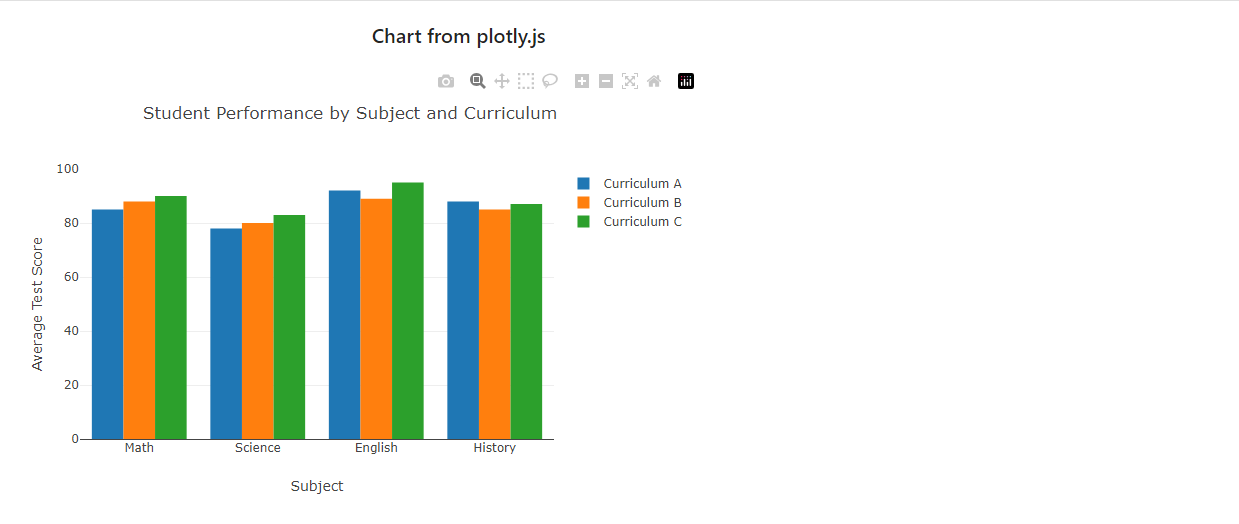 Chart from plotly.js
Student Performance by Subject and Curriculum
100
80
60
40
20
0
Average Test Score
Math Science English History
Subject
Curriculum A
Curriculum B
Curriculum C